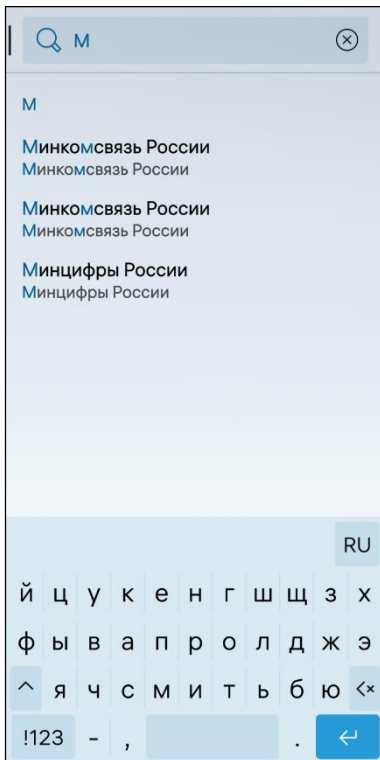 М
М
Минкомсвязь России
Минкомсвязь России
Минкомсвязь России
Минкомсвязь России
Минцифры России
Минцифры России
RU
й ц у к е н г ш щ з х
ф ы в а п р о л д ж э
я ч с м и т ь б ю
!123 - , .